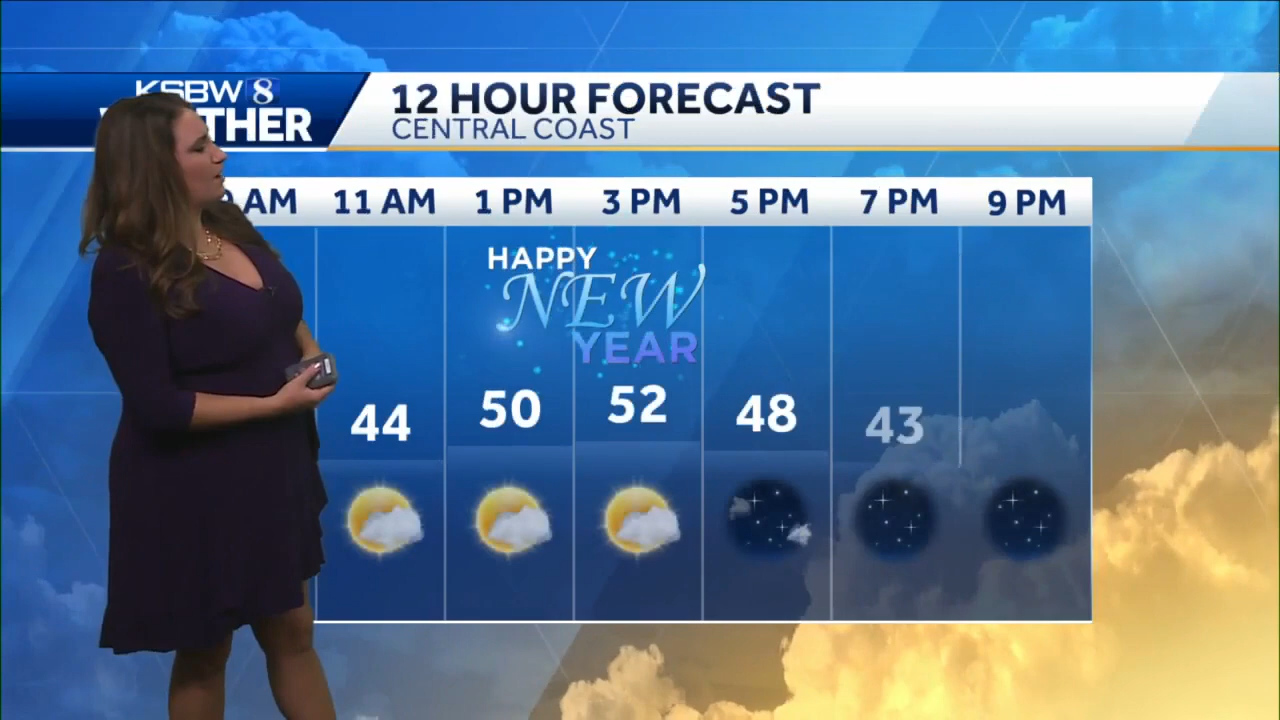 KSBW 8
12 HOUR FORECAST
CENTRAL COAST
AM 11 AM 1 PM 3 PM 5 PM 7 PM 9 PM
HAPPY
NEW
YEAR
44 50 52 48 43